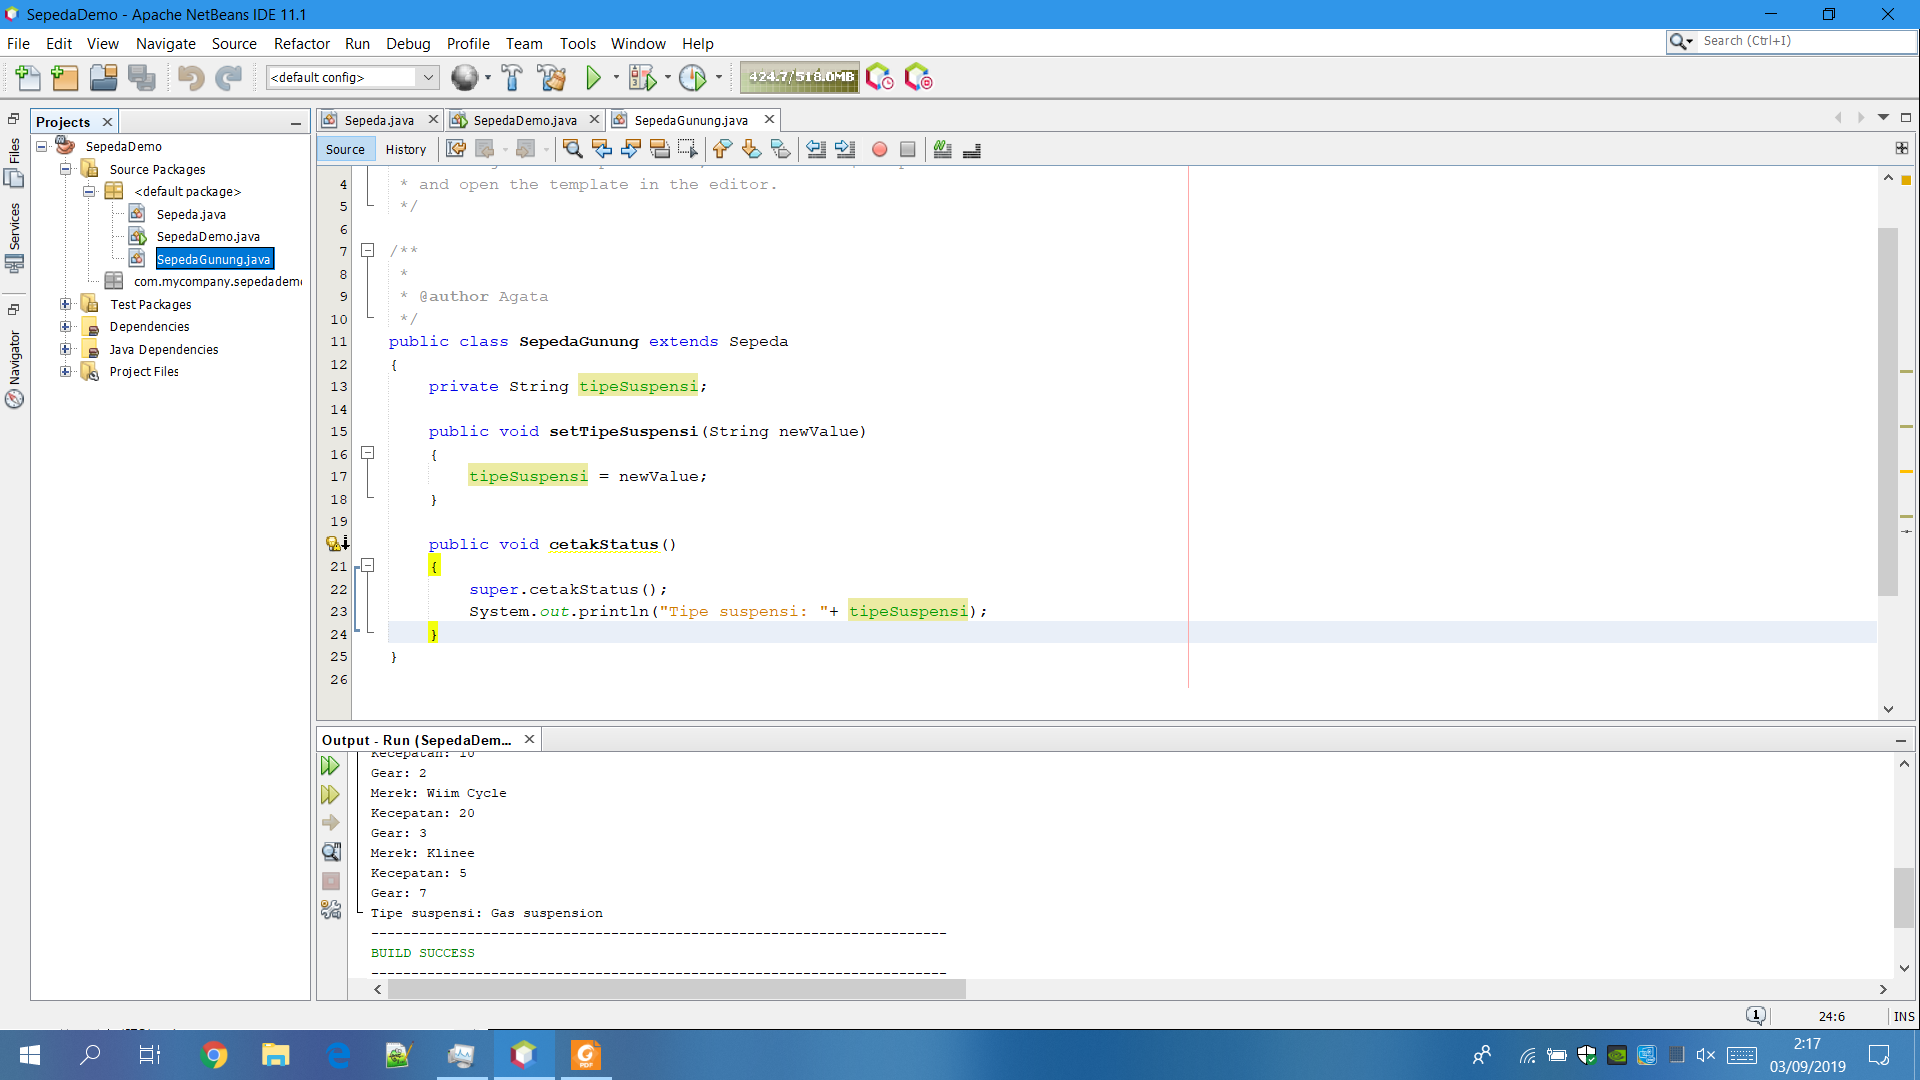 SepedaDemo - Apache NetBeans IDE 11.1
File Edit View Navigate Source Refactor Run Debug Profile Team Tools Window Help
Search (Ctrl+I)
<default config>
424.7/518.0MB
Projects
Files
Services
Navigator
SepedaDemo
Source Packages
<default package>
Sepeda.java
SepedaDemo.java
SepedaGunung.java
com.mycompany.sepedademo
Test Packages
Dependencies
Java Dependencies
Project Files
Sepeda.java SepedaDemo.java SepedaGunung.java
Source History
4 * and open the template in the editor.
5 */
6
7 /**
8 *
9 * @author Agata
10 */
11 public class SepedaGunung extends Sepeda
12 {
13 private String tipeSuspensi;
14
15 public void setTipeSuspensi(String newValue)
16 {
17 tipeSuspensi = newValue;
18 }
19
public void cetakStatus()
21 {
22 super.cetakStatus();
23 System.out.println("Tipe suspensi: "+ tipeSuspensi);
24 }
25 }
26
Output - Run (SepedaDem...
Kecepatan: 10
Gear: 2
Merek: Wiim Cycle
Kecepatan: 20
Gear: 3
Merek: Klinee
Kecepatan: 5
Gear: 7
Tipe suspensi: Gas suspension
------------------------------------------------------------------------
BUILD SUCCESS
------------------------------------------------------------------------
1
24:6 INS
2:17
03/09/2019